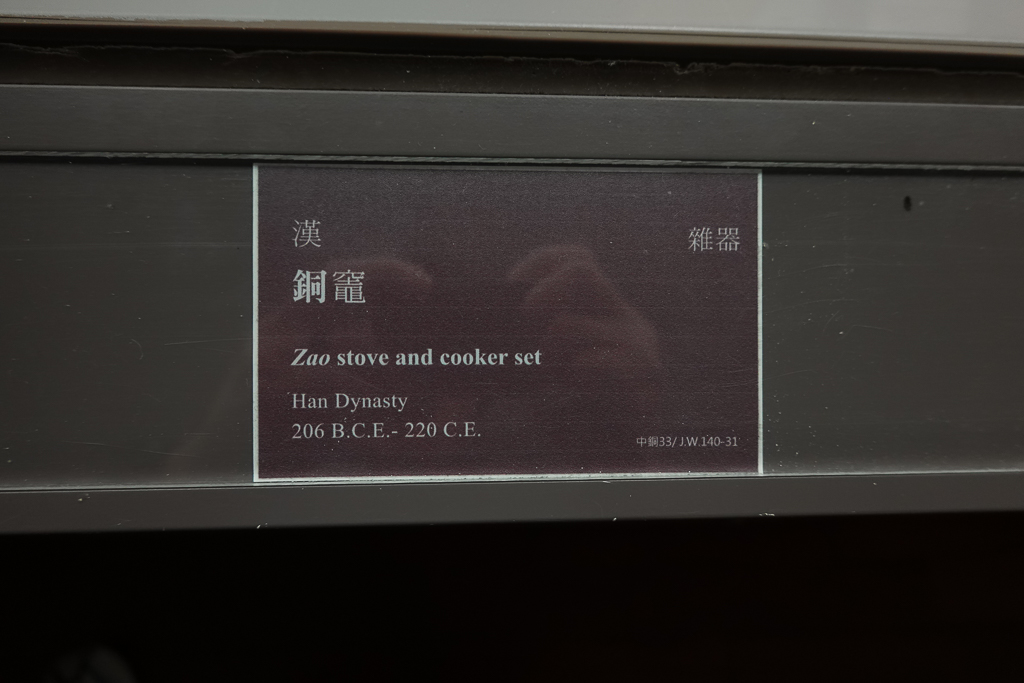 漢
雜器
銅竈
Zao stove and cooker set
Han Dynasty
206 B.C.E.- 220 C.E.
中銅33/ J.W.140-31